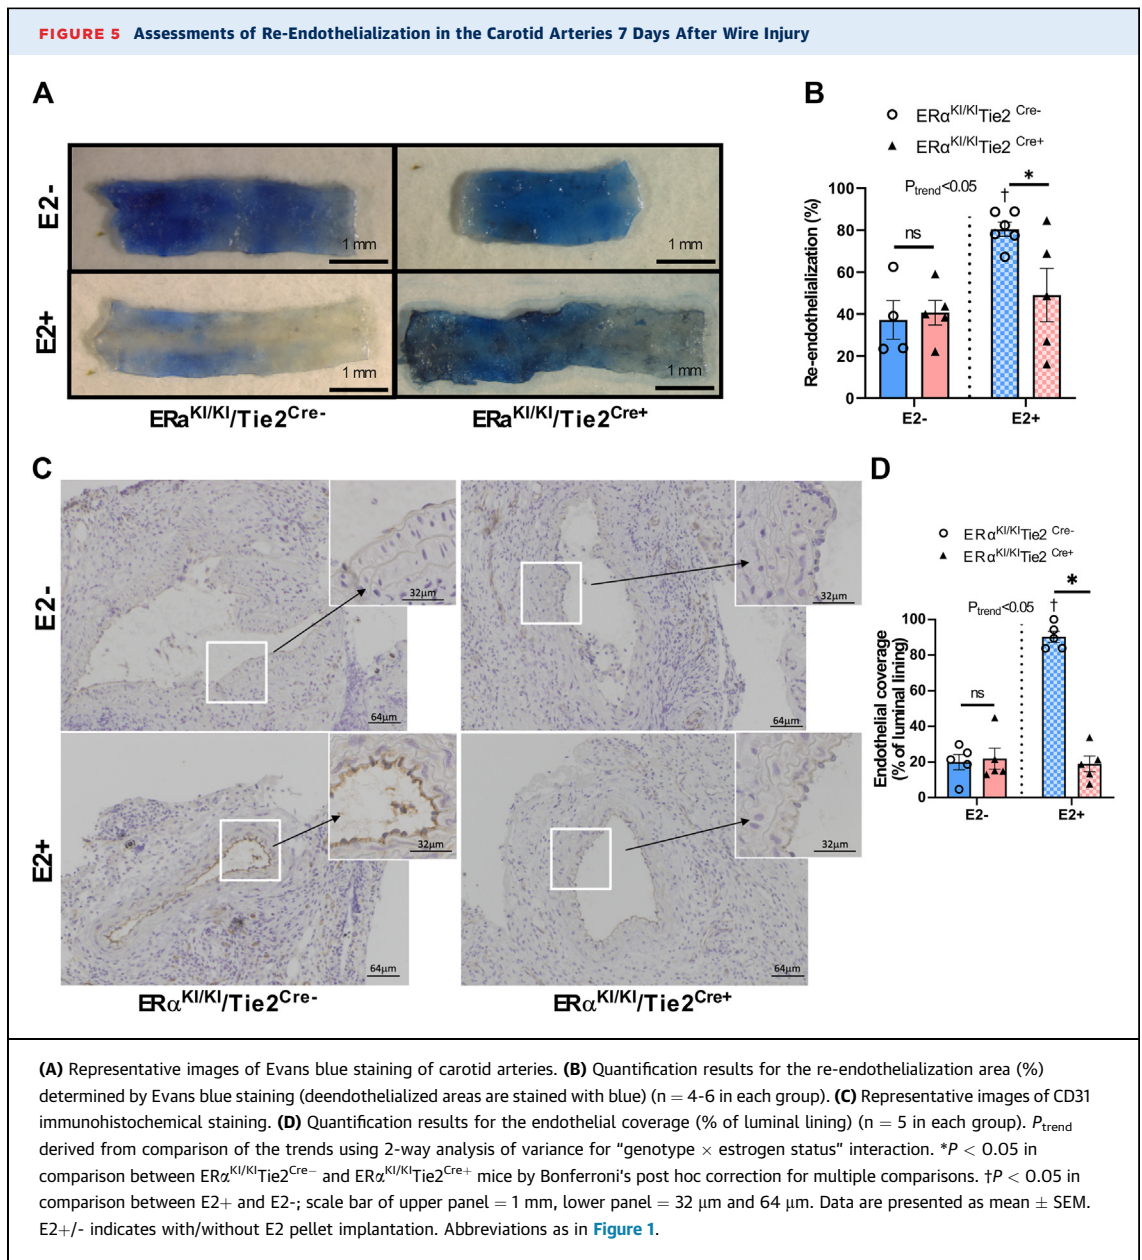 FIGURE 5 Assessments of Re-Endothelialization in the Carotid Arteries 7 Days After Wire Injury
A
E2-
1 mm
1 mm
E2+
1 mm
1 mm
ERa^KI/KI/Tie2^Cre-
ERa^KI/KI/Tie2^Cre+
B
ERα^KI/KI Tie2 ^Cre-
ERα^KI/KI Tie2 ^Cre+
Re-endothelialization (%)
100
80
60
40
20
0
P_trend<0.05
ns
†
*
E2-
E2+
C
E2-
32μm
64μm
32μm
64μm
E2+
32μm
64μm
32μm
64μm
ERα^KI/KI/Tie2^Cre-
ERα^KI/KI/Tie2^Cre+
D
ERα^KI/KI Tie2 ^Cre-
ERα^KI/KI Tie2 ^Cre+
Endothelial coverage
(% of luminal lining)
100
80
60
40
20
0
P_trend<0.05
ns
†
*
E2-
E2+
(A) Representative images of Evans blue staining of carotid arteries. (B) Quantification results for the re-endothelialization area (%)
determined by Evans blue staining (deendothelialized areas are stained with blue) (n = 4-6 in each group). (C) Representative images of CD31
immunohistochemical staining. (D) Quantification results for the endothelial coverage (% of luminal lining) (n = 5 in each group). P_trend
derived from comparison of the trends using 2-way analysis of variance for “genotype × estrogen status” interaction. *P < 0.05 in
comparison between ERα^KI/KI Tie2^Cre− and ERα^KI/KI Tie2^Cre+ mice by Bonferroni’s post hoc correction for multiple comparisons. †P < 0.05 in
comparison between E2+ and E2-; scale bar of upper panel = 1 mm, lower panel = 32 μm and 64 μm. Data are presented as mean ± SEM.
E2+/- indicates with/without E2 pellet implantation. Abbreviations as in Figure 1.